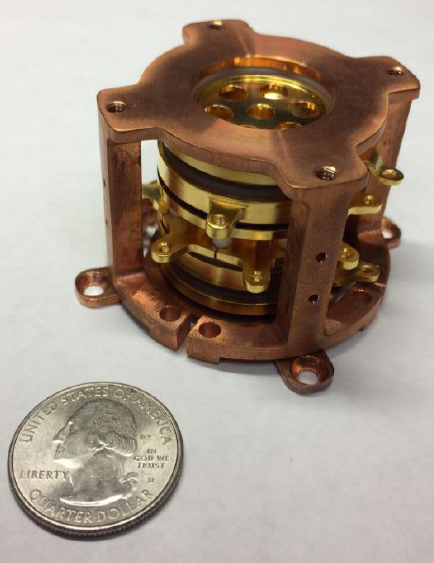 UNITED STATES OF AMERICA
LIBERTY
IN
GOD WE
TRUST
QUARTER DOLLAR